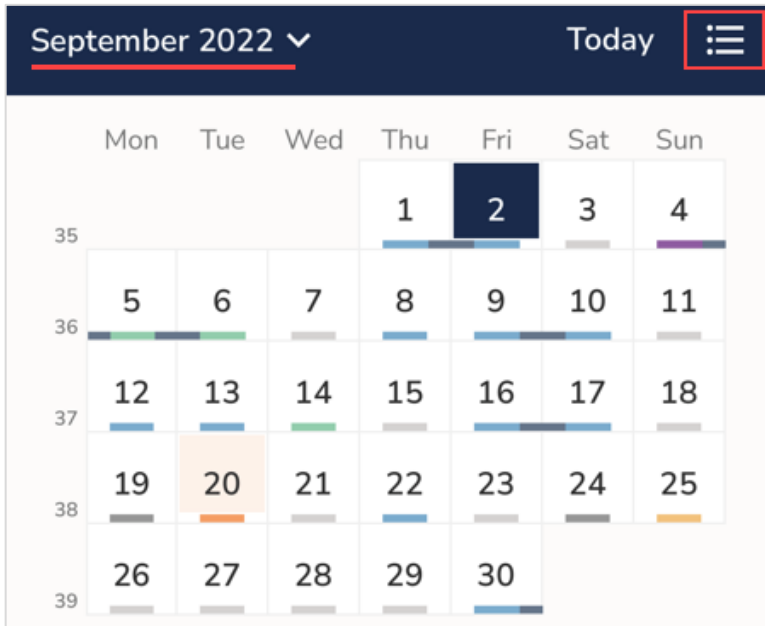 September 2022 Today
Mon Tue Wed Thu Fri Sat Sun
35 1 2 3 4
36 5 6 7 8 9 10 11
37 12 13 14 15 16 17 18
38 19 20 21 22 23 24 25
39 26 27 28 29 30